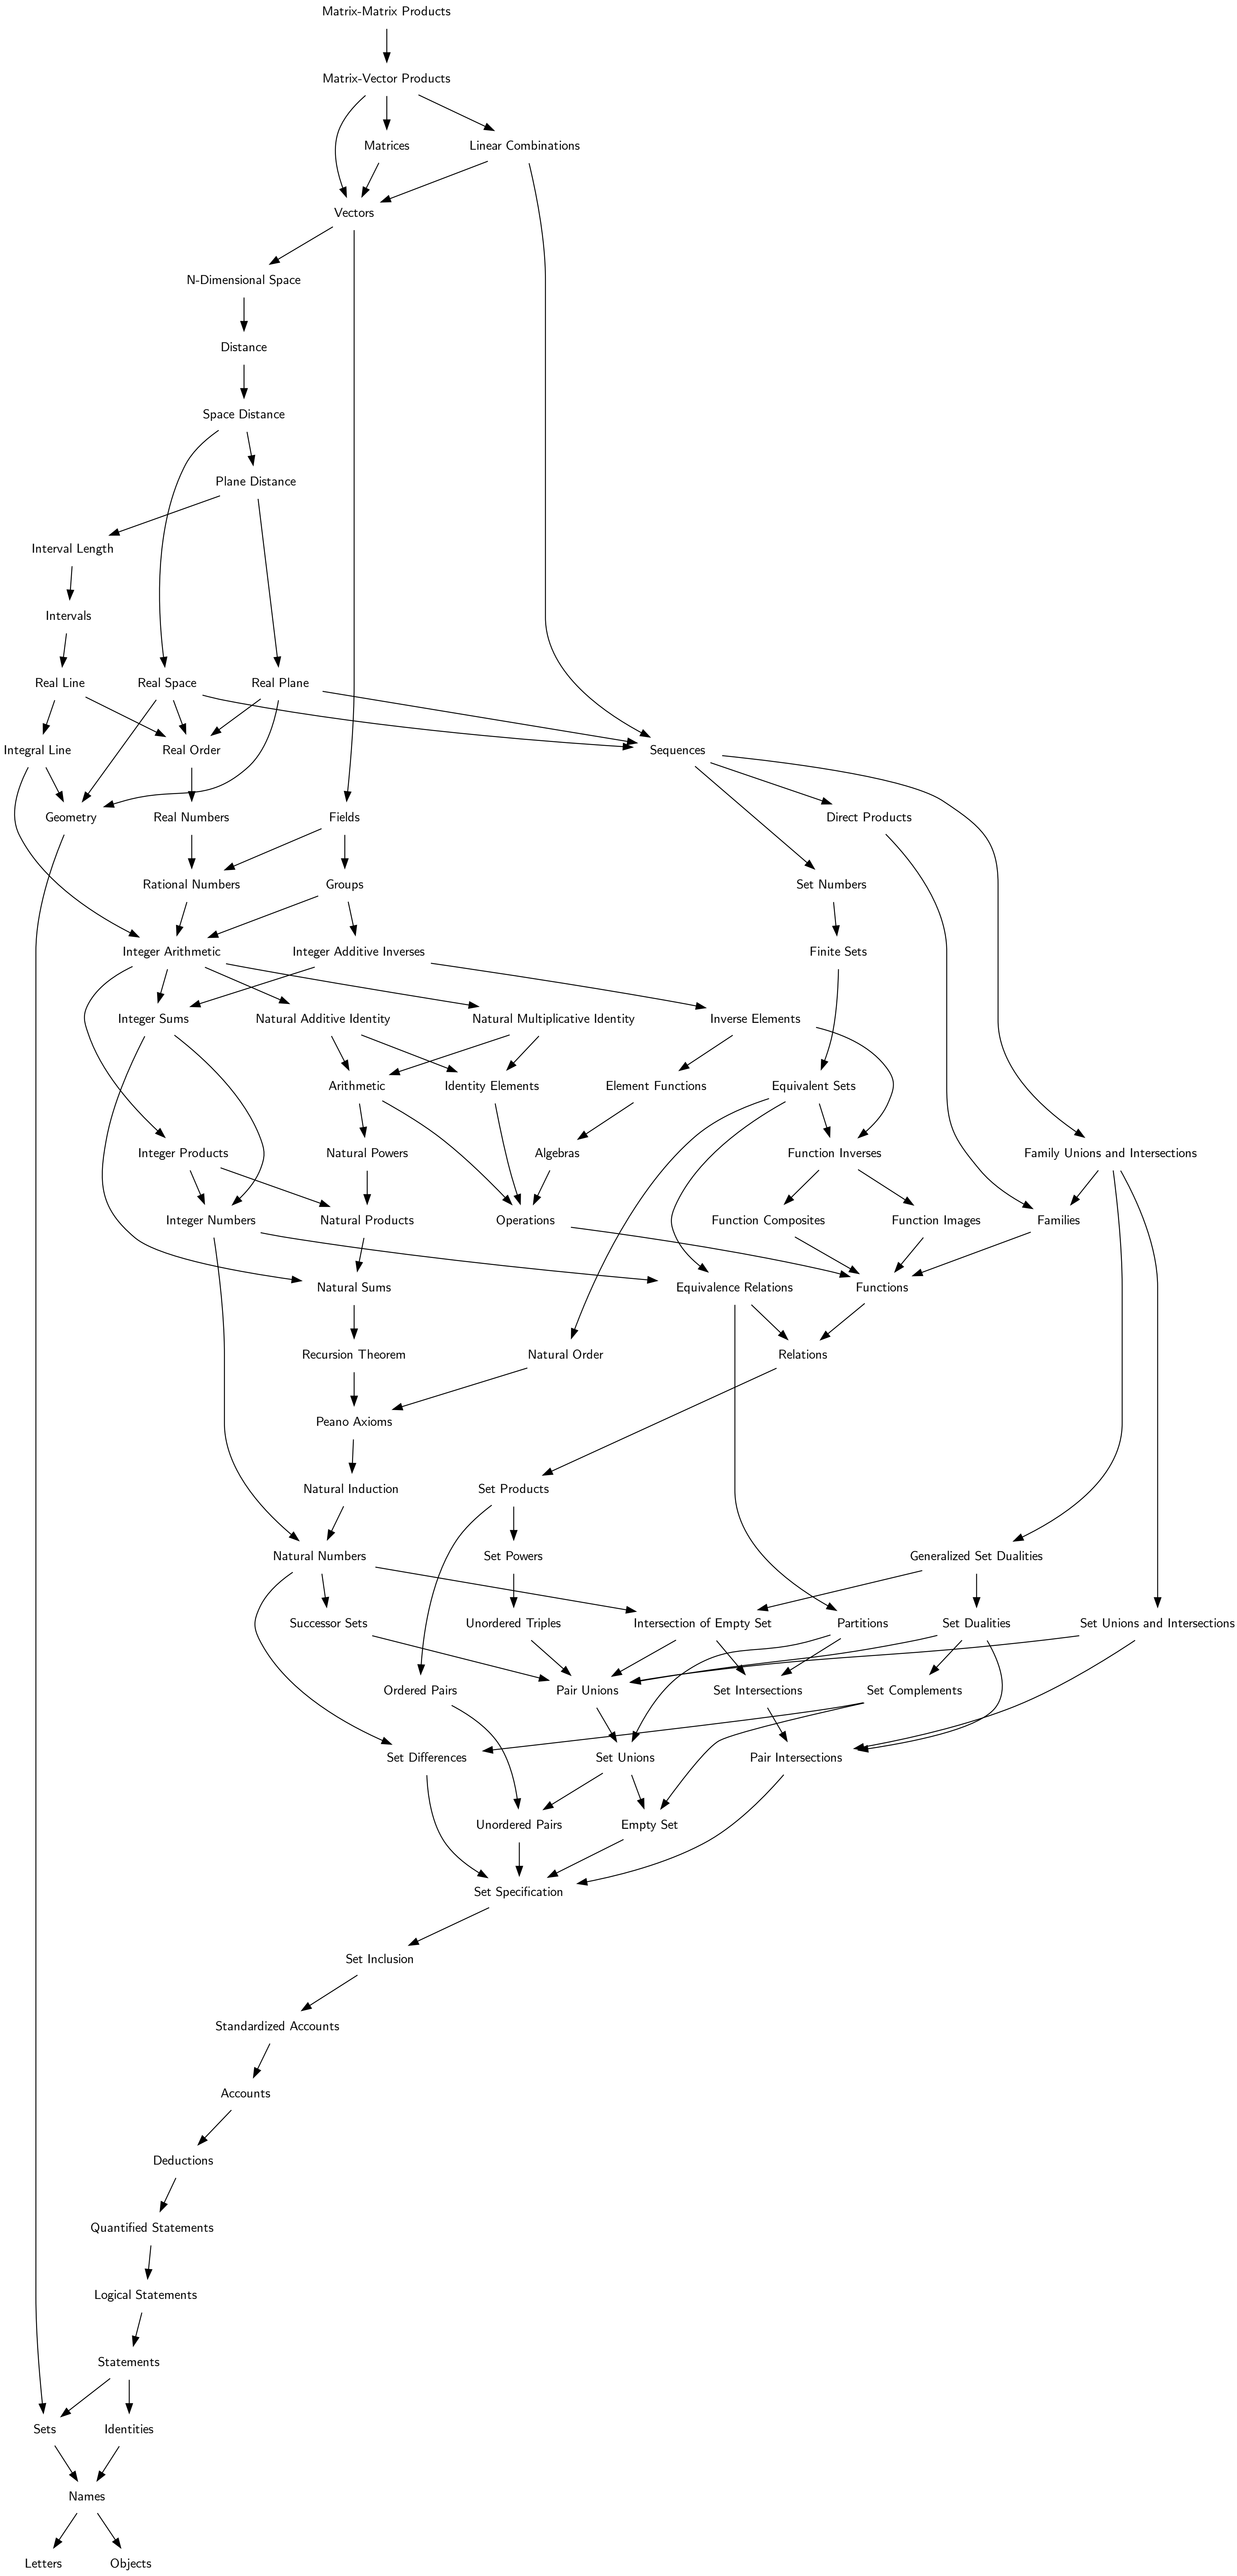 Matrix-Matrix Products
Matrix-Vector Products
Matrices
Linear Combinations
Vectors
N-Dimensional Space
Distance
Space Distance
Plane Distance
Interval Length
Intervals
Real Line
Real Space
Real Plane
Integral Line
Real Order
Sequences
Geometry
Real Numbers
Fields
Direct Products
Rational Numbers
Groups
Set Numbers
Integer Arithmetic
Integer Additive Inverses
Finite Sets
Integer Sums
Natural Additive Identity
Natural Multiplicative Identity
Inverse Elements
Arithmetic
Identity Elements
Element Functions
Equivalent Sets
Integer Products
Natural Powers
Algebras
Function Inverses
Family Unions and Intersections
Integer Numbers
Natural Products
Operations
Function Composites
Function Images
Families
Natural Sums
Equivalence Relations
Functions
Recursion Theorem
Natural Order
Relations
Peano Axioms
Natural Induction
Set Products
Natural Numbers
Set Powers
Generalized Set Dualities
Successor Sets
Unordered Triples
Intersection of Empty Set
Partitions
Set Dualities
Set Unions and Intersections
Ordered Pairs
Pair Unions
Set Intersections
Set Complements
Set Differences
Set Unions
Pair Intersections
Unordered Pairs
Empty Set
Set Specification
Set Inclusion
Standardized Accounts
Accounts
Deductions
Quantified Statements
Logical Statements
Statements
Sets
Identities
Names
Letters
Objects